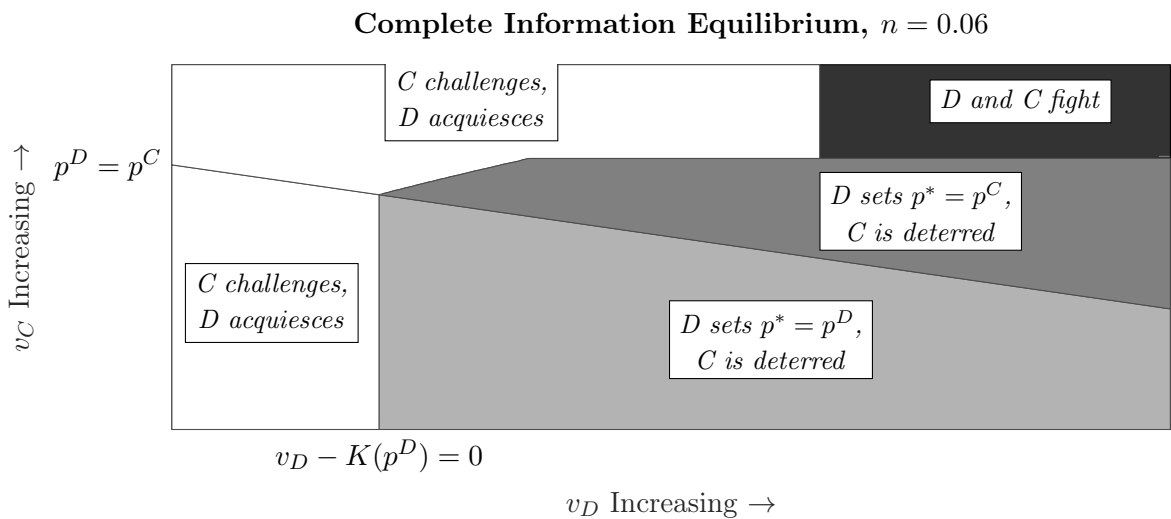 Complete Information Equilibrium, n = 0.06
C challenges,
D acquiesces
D and C fight
p^D = p^C
D sets p* = p^C,
C is deterred
C challenges,
D acquiesces
D sets p* = p^D,
C is deterred
v_C Increasing →
v_D − K(p^D) = 0
v_D Increasing →